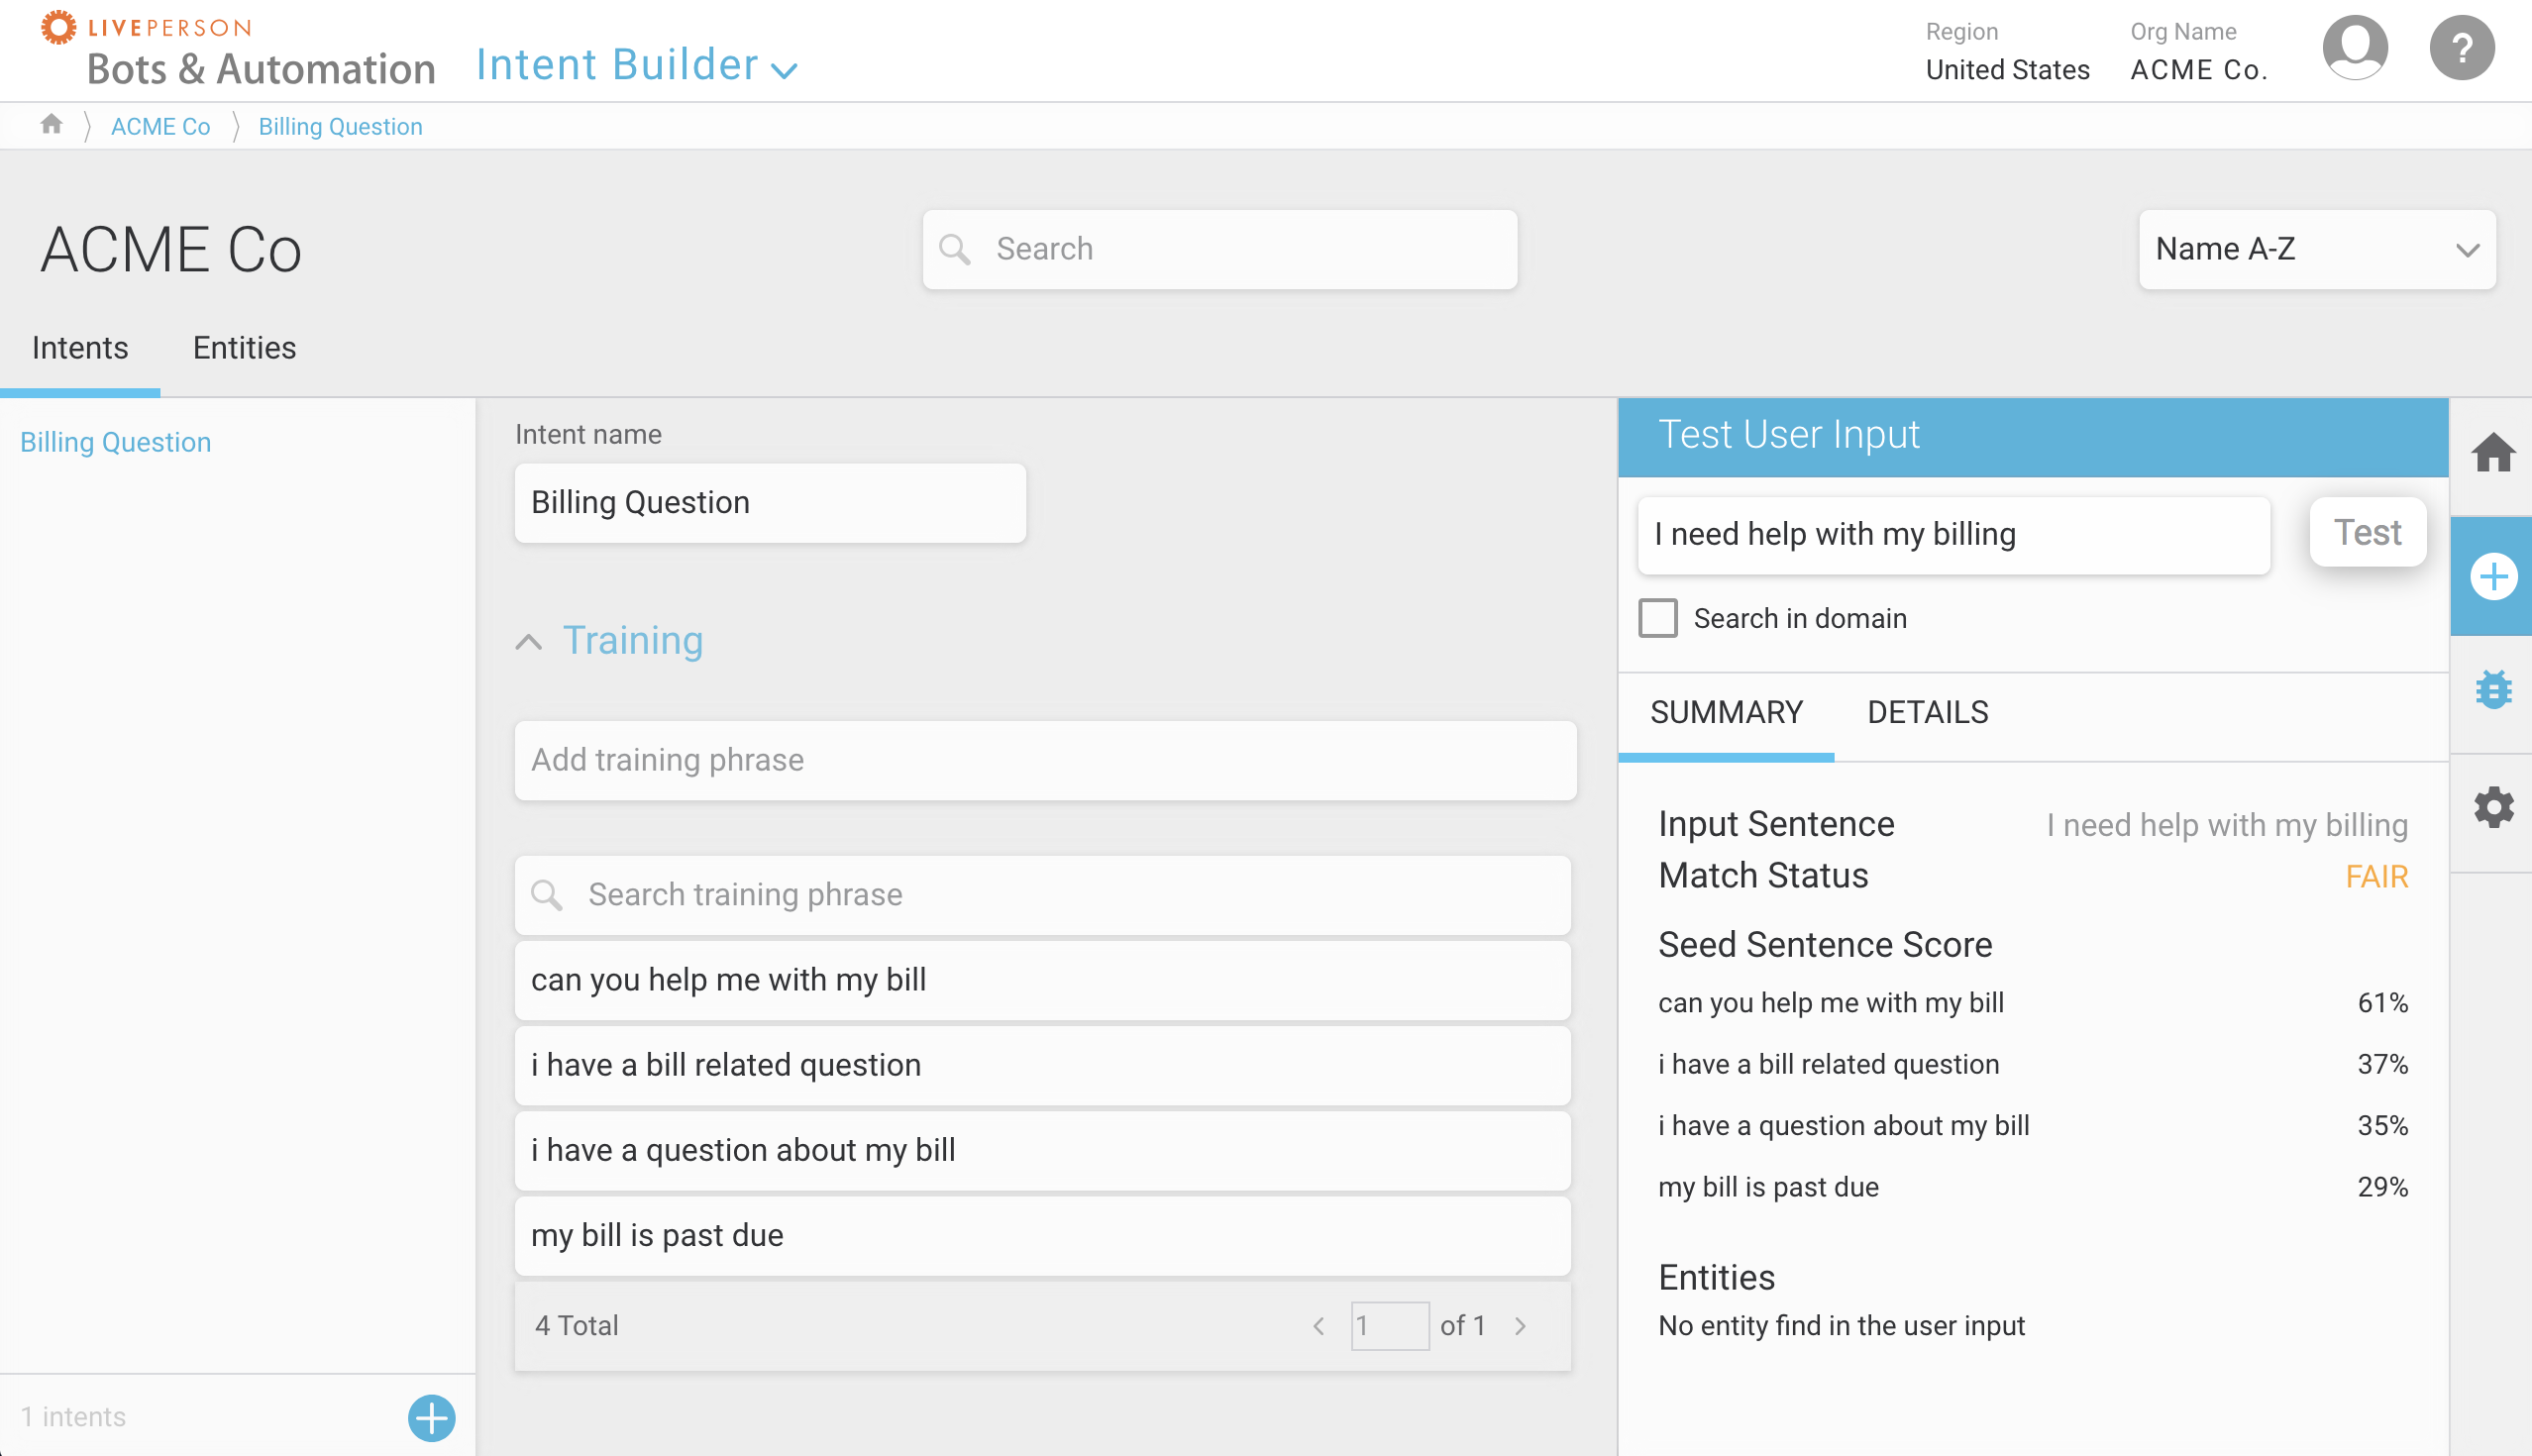 LIVEPERSON
Bots & Automation
Intent Builder
Region
United States
Org Name
ACME Co.
?
ACME Co
Billing Question
ACME Co
Search
Name A-Z
Intents
Entities
Billing Question
1 intents
Intent name
Billing Question
Training
Add training phrase
Search training phrase
can you help me with my bill
i have a bill related question
i have a question about my bill
my bill is past due
4 Total
1 of 1
Test User Input
I need help with my billing
Test
Search in domain
SUMMARY
DETAILS
Input Sentence I need help with my billing
Match Status FAIR
Seed Sentence Score
can you help me with my bill 61%
i have a bill related question 37%
i have a question about my bill 35%
my bill is past due 29%
Entities
No entity find in the user input